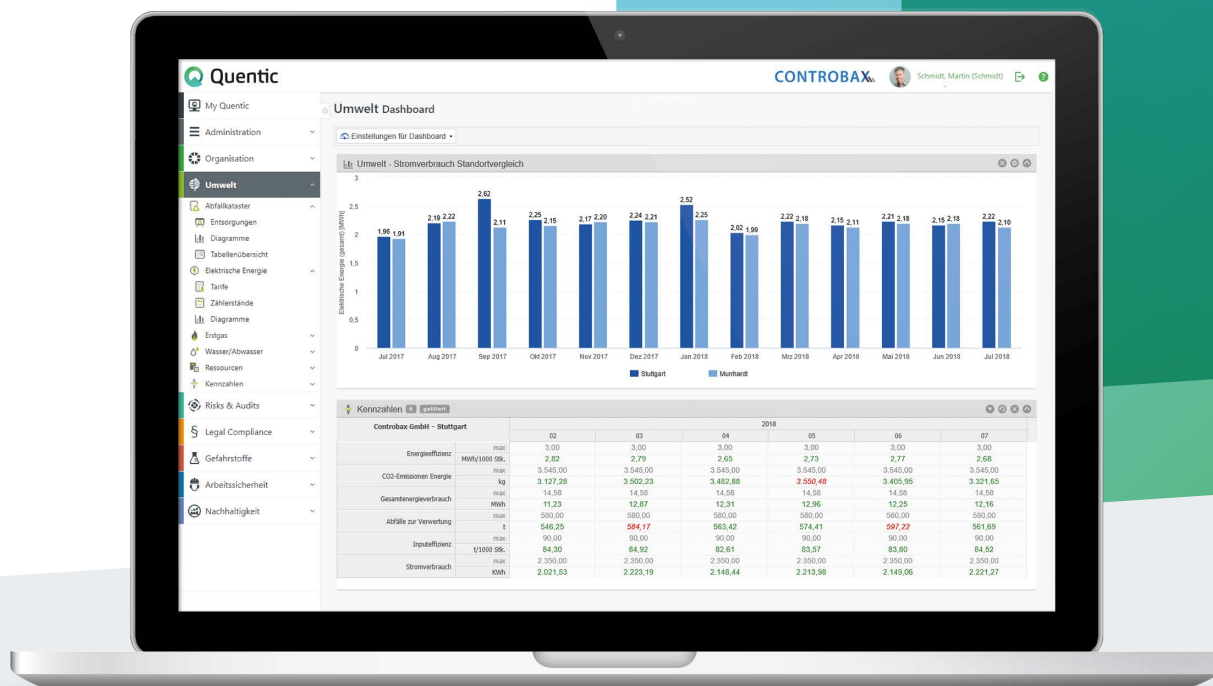 Quentic
CONTROBAX
Schmidt, Martin (Schmidt)
My Quentic
Administration
Organisation
Umwelt
Abfallkataster
Entsorgungen
Diagramme
Tabellenübersicht
Elektrische Energie
Tarife
Zählerstände
Diagramme
Erdgas
Wasser/Abwasser
Ressourcen
Kennzahlen
Risks & Audits
Legal Compliance
Gefahrstoffe
Arbeitssicherheit
Nachhaltigkeit
Umwelt Dashboard
Einstellungen für Dashboard
Umwelt - Stromverbrauch Standortvergleich
Elektrische Energie (gesamt) [MWh]
3
2,5
2
1,5
1
0,5
0
1,96 1,91
2,19 2,22
2,62 2,11
2,25 2,15
2,17 2,20
2,24 2,21
2,52 2,25
2,02 1,99
2,22 2,18
2,15 2,11
2,21 2,18
2,15 2,18
2,22 2,10
Jul 2017 Aug 2017 Sep 2017 Okt 2017 Nov 2017 Dez 2017 Jan 2018 Feb 2018 Mrz 2018 Apr 2018 Mai 2018 Jun 2018 Jul 2018
Stuttgart Murrhardt
Kennzahlen 6 gefiltert
Controbax GmbH – Stuttgart 2018
02 03 04 05 06 07
Energieeffizienz
max 3,00 3,00 3,00 3,00 3,00 3,00
MWh/1000 Stk. 2,82 2,79 2,65 2,73 2,77 2,68
CO2-Emissionen Energie
max 3.545,00 3.545,00 3.545,00 3.545,00 3.545,00 3.545,00
kg 3.127,28 3.502,23 3.482,88 3.550,48 3.405,95 3.321,65
Gesamtenergieverbrauch
max 14,58 14,58 14,58 14,58 14,58 14,58
MWh 11,23 12,87 12,31 12,96 12,25 12,16
Abfälle zur Verwertung
max 580,00 580,00 580,00 580,00 580,00 580,00
t 546,25 584,17 563,42 574,41 597,22 561,69
Inputeffizienz
max 90,00 90,00 90,00 90,00 90,00 90,00
t/1000 Stk. 84,30 84,92 82,61 83,57 83,80 84,52
Stromverbrauch
max 2.350,00 2.350,00 2.350,00 2.350,00 2.350,00 2.350,00
KWh 2.021,53 2.223,19 2.148,44 2.213,98 2.149,06 2.221,27